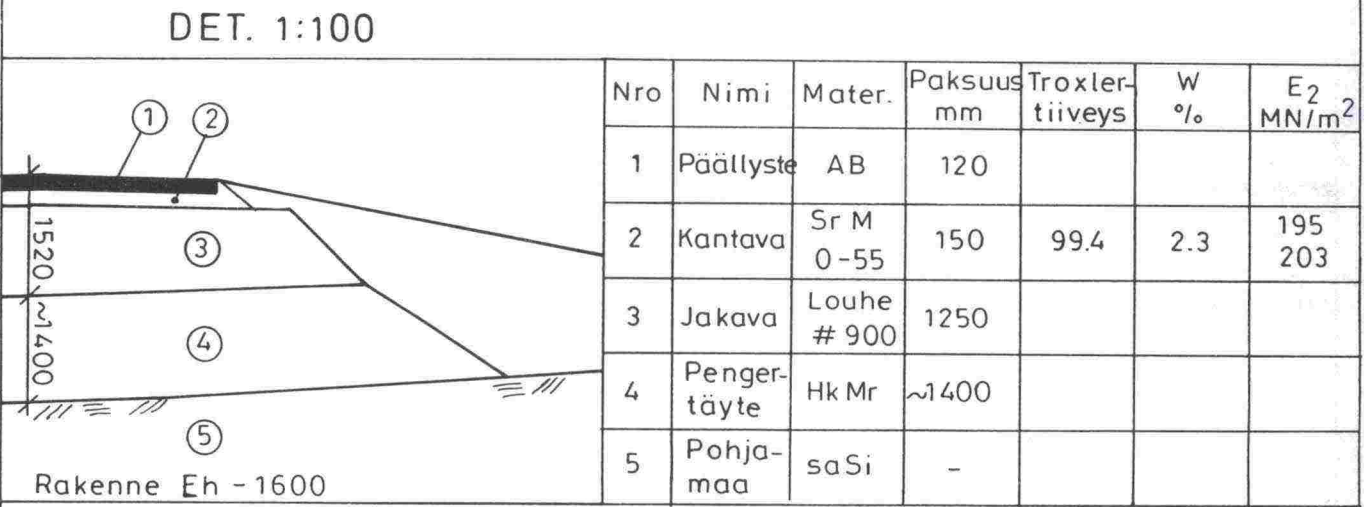 DET. 1:100
1
2
1520
3
~1400
4
5
Rakenne Eh - 1600
Nro Nimi Mater. Paksuus mm Troxler-tiiveys W % E2 MN/m²
1 Päällyste AB 120
2 Kantava Sr M 0-55 150 99.4 2.3 195 203
3 Jakava Louhe # 900 1250
4 Penger-täyte Hk Mr ~1400
5 Pohja-maa saSi -